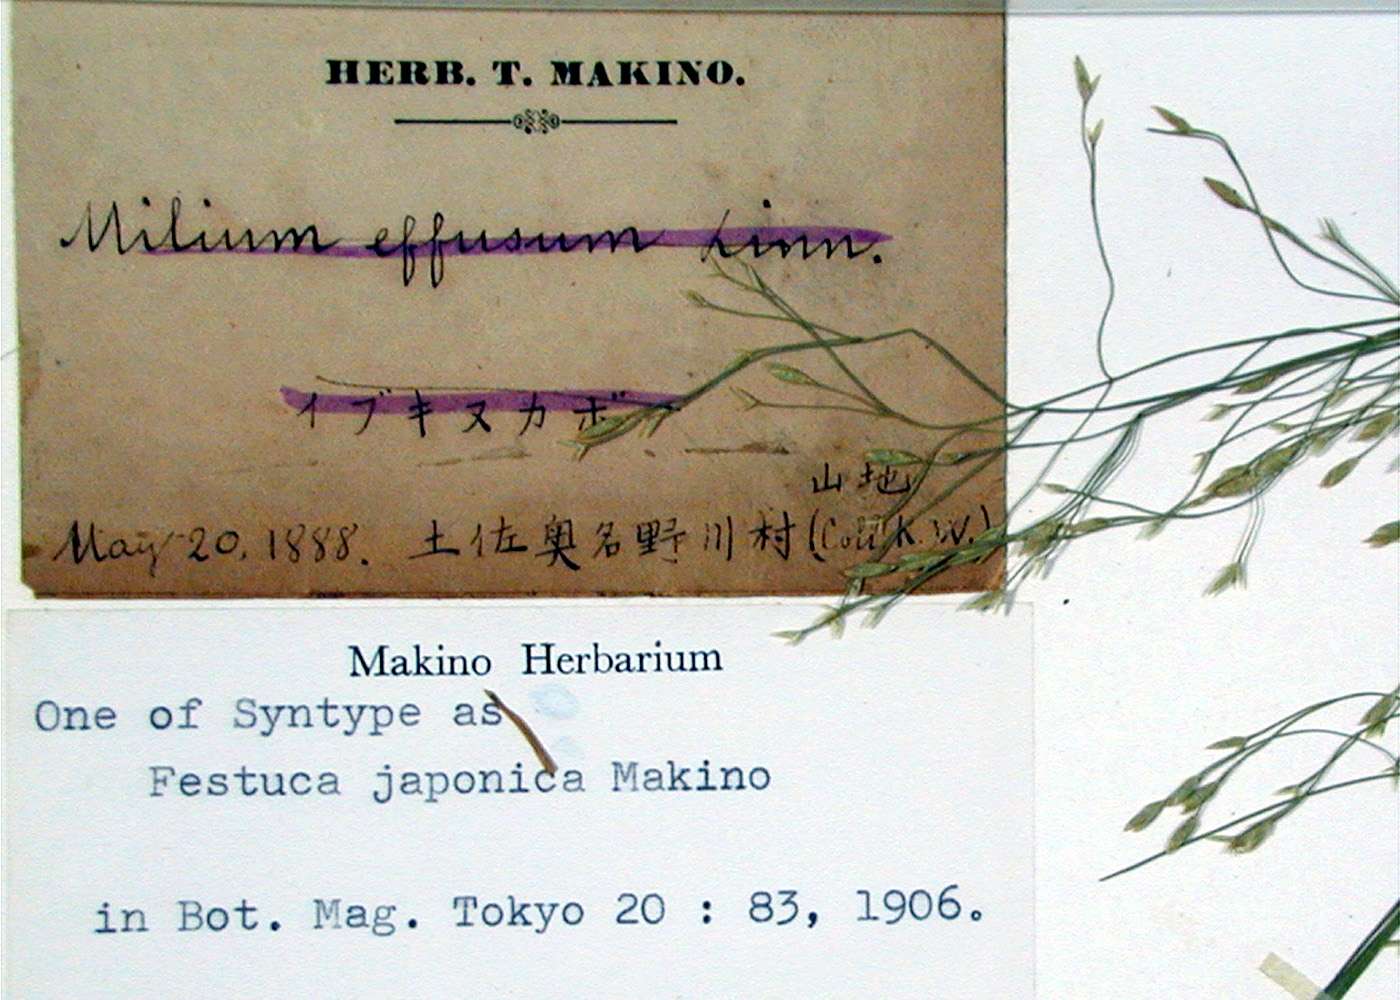 HERB. T. MAKINO.
Milium effusum Linn.
イブキヌカボ
山地
May 20, 1888. 土佐奥名野川村 (Coll. K. W.)
Makino Herbarium
One of Syntype as
Festuca japonica Makino
in Bot. Mag. Tokyo 20 : 83, 1906.